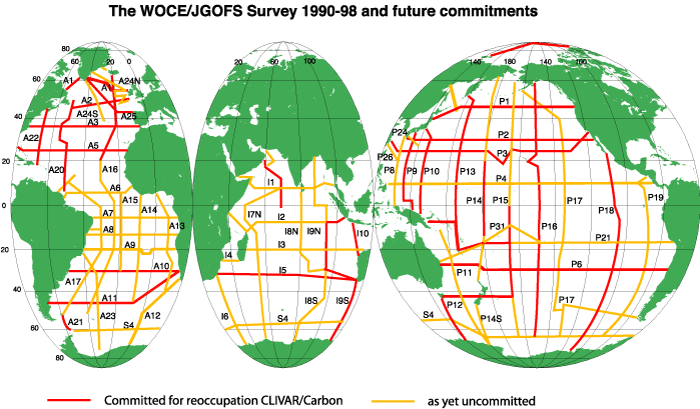 The WOCE/JGOFS Survey 1990-98 and future commitments
80
60
40
20
0
20
40
60
80
60 20 0
20 60 100
140 180 140 100
A1
A1
A24N
A2
A24S
A25
A3
A22
A5
A20
A16
A6
A15
A14
A7
A13
A8
A9
A10
A17
A11
A21
A23
A12
S4
I1
I7N
I2
I8N
I9N
I10
I3
I4
I5
I8S
I9S
I6
S4
P1
P24
P2
P26
P3
P8
P9
P10
P13
P4
P14
P15
P17
P19
P18
P31
P16
P21
P11
P6
P12
P17
S4
P14S
Committed for reoccupation CLIVAR/Carbon
as yet uncommitted